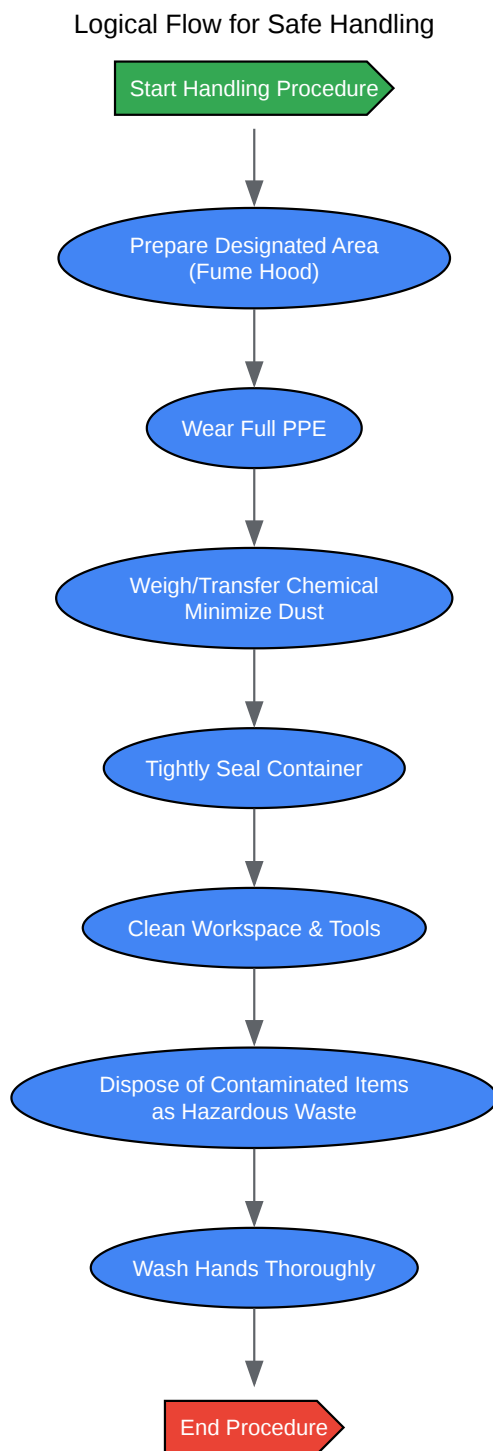 Logical Flow for Safe Handling
Start Handling Procedure
Prepare Designated Area
(Fume Hood)
Wear Full PPE
Weigh/Transfer Chemical
Minimize Dust
Tightly Seal Container
Clean Workspace & Tools
Dispose of Contaminated Items
as Hazardous Waste
Wash Hands Thoroughly
End Procedure